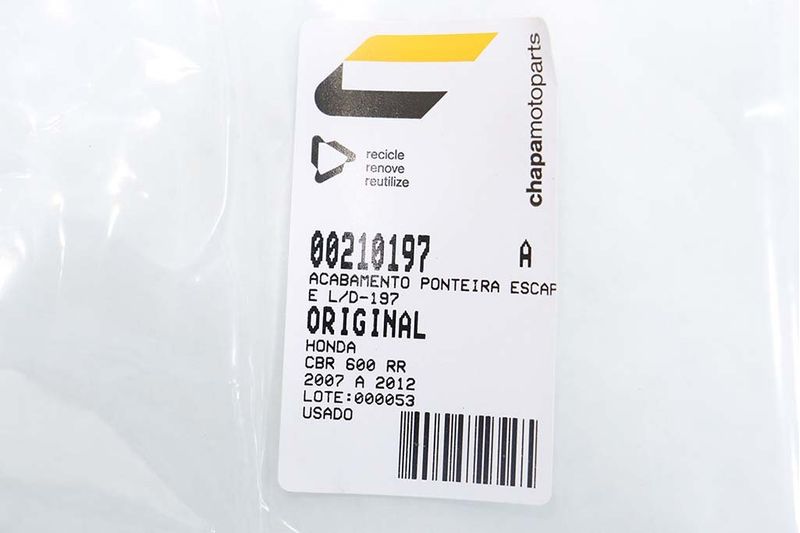 chapamotoparts
recicle
renove
reutilize
00210197 A
ACABAMENTO PONTEIRA ESCAP
E L/D-197
ORIGINAL
HONDA
CBR 600 RR
2007 A 2012
LOTE:000053
USADO